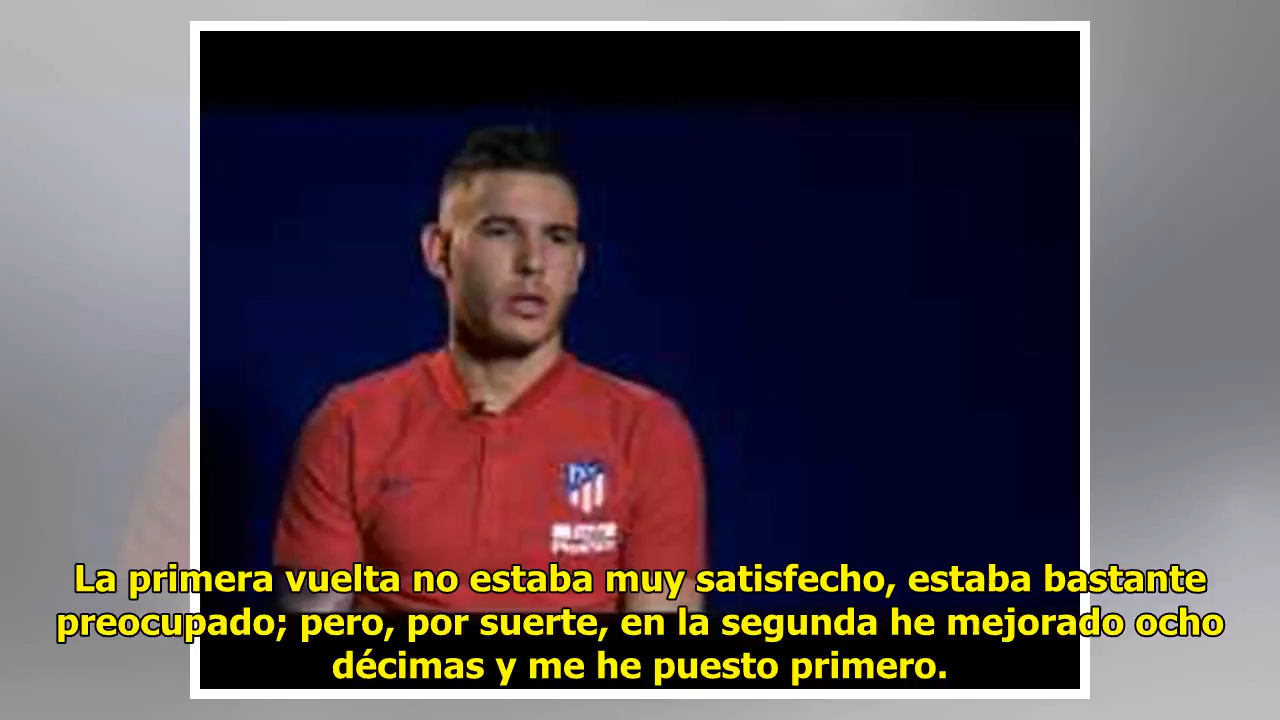 La primera vuelta no estaba muy satisfecho, estaba bastante
preocupado; pero, por suerte, en la segunda he mejorado ocho
décimas y me he puesto primero.